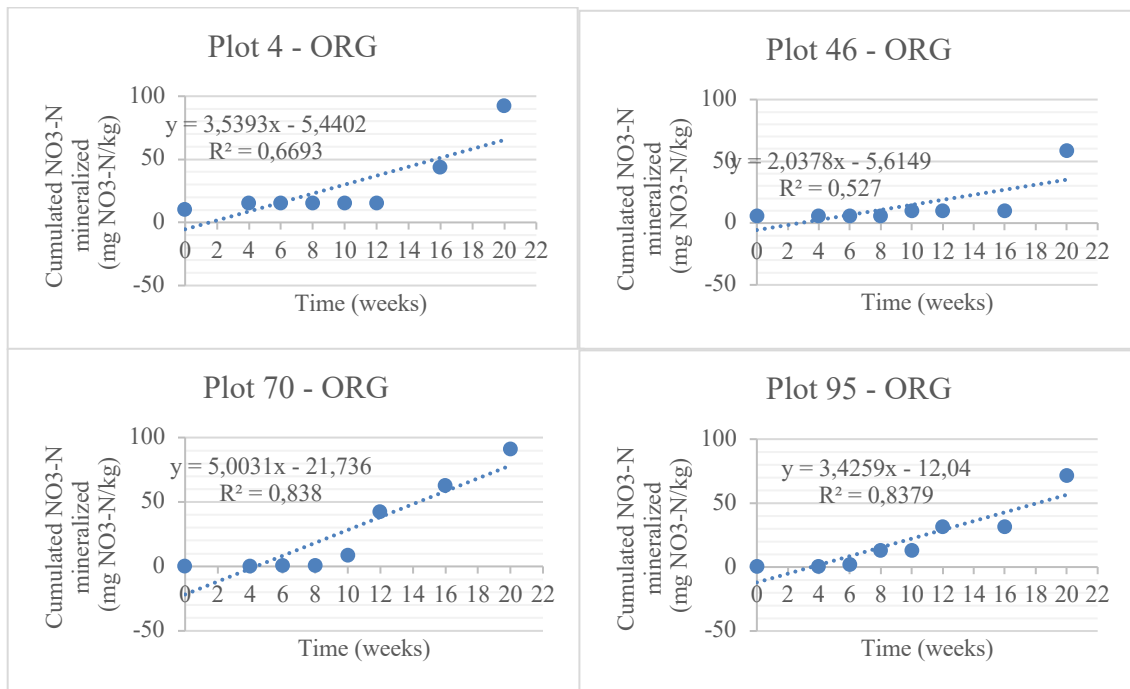 Plot 4 - ORG
Cumulated NO3-N
mineralized
(mg NO3-N/kg)
100
50
0
-50
y = 3,5393x - 5,4402
R² = 0,6693
0 2 4 6 8 10 12 14 16 18 20 22
Time (weeks)
Plot 46 - ORG
Cumulated NO3-N
mineralized
(mg NO3-N/kg)
100
50
0
-50
y = 2,0378x - 5,6149
R² = 0,527
0 2 4 6 8 10 12 14 16 18 20 22
Time (weeks)
Plot 70 - ORG
Cumulated NO3-N
mineralized
(mg NO3-N/kg)
100
50
0
-50
y = 5,0031x - 21,736
R² = 0,838
0 2 4 6 8 10 12 14 16 18 20 22
Time (weeks)
Plot 95 - ORG
Cumulated NO3-N
mineralized
(mg NO3-N/kg)
100
50
0
-50
y = 3,4259x - 12,04
R² = 0,8379
0 2 4 6 8 10 12 14 16 18 20 22
Time (weeks)